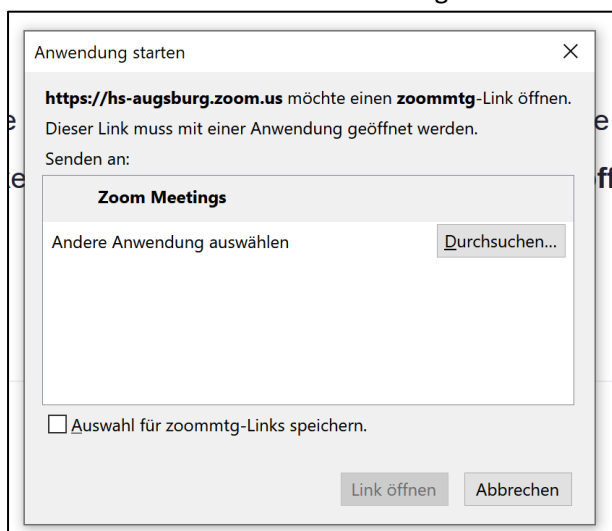 Anwendung starten
https://hs-augsburg.zoom.us möchte einen zoommtg-Link öffnen.
Dieser Link muss mit einer Anwendung geöffnet werden.
Senden an:
Zoom Meetings
Andere Anwendung auswählen Durchsuchen...
Auswahl für zoommtg-Links speichern.
Link öffnen Abbrechen